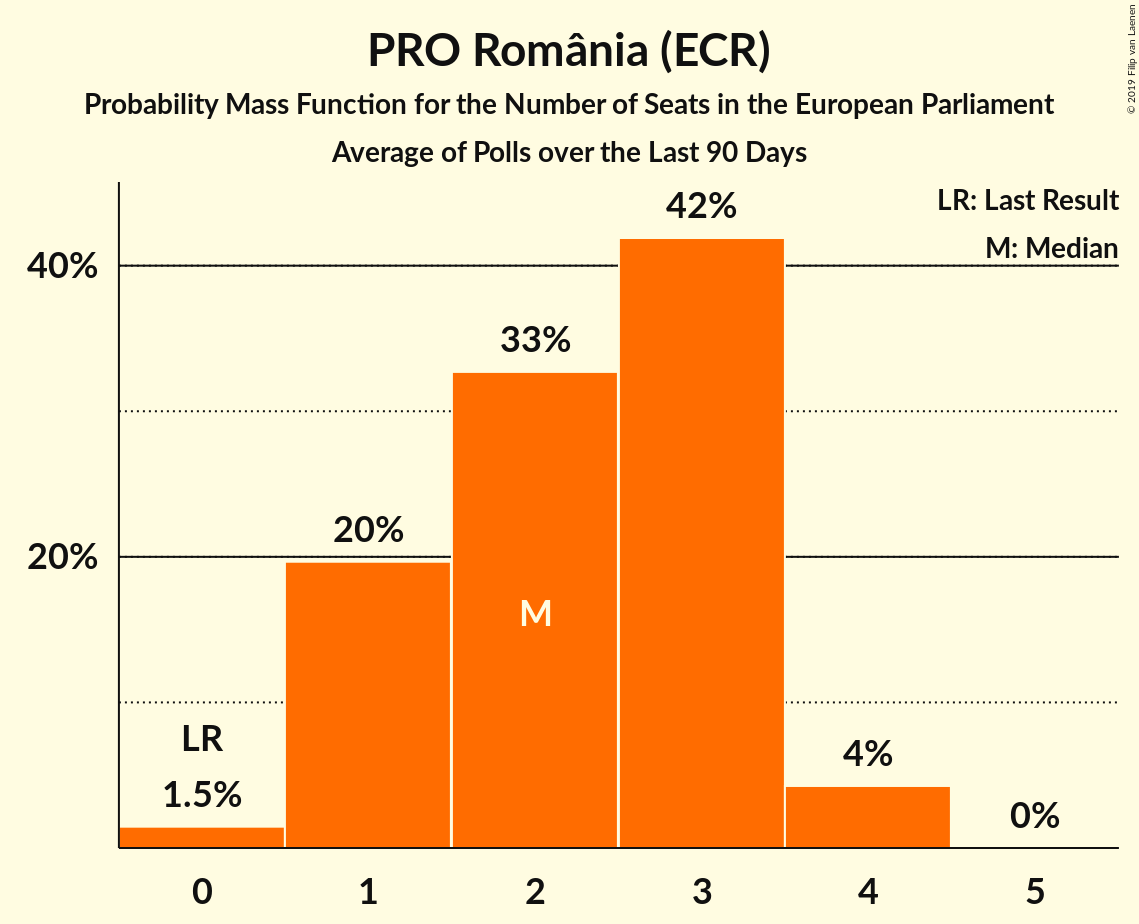 PRO România (ECR)
Probability Mass Function for the Number of Seats in the European Parliament
Average of Polls over the Last 90 Days
© 2019 Filip van Laenen
LR: Last Result
M: Median
42%
40%
33%
20%
20%
M
LR
1.5%
4%
0%
0 1 2 3 4 5